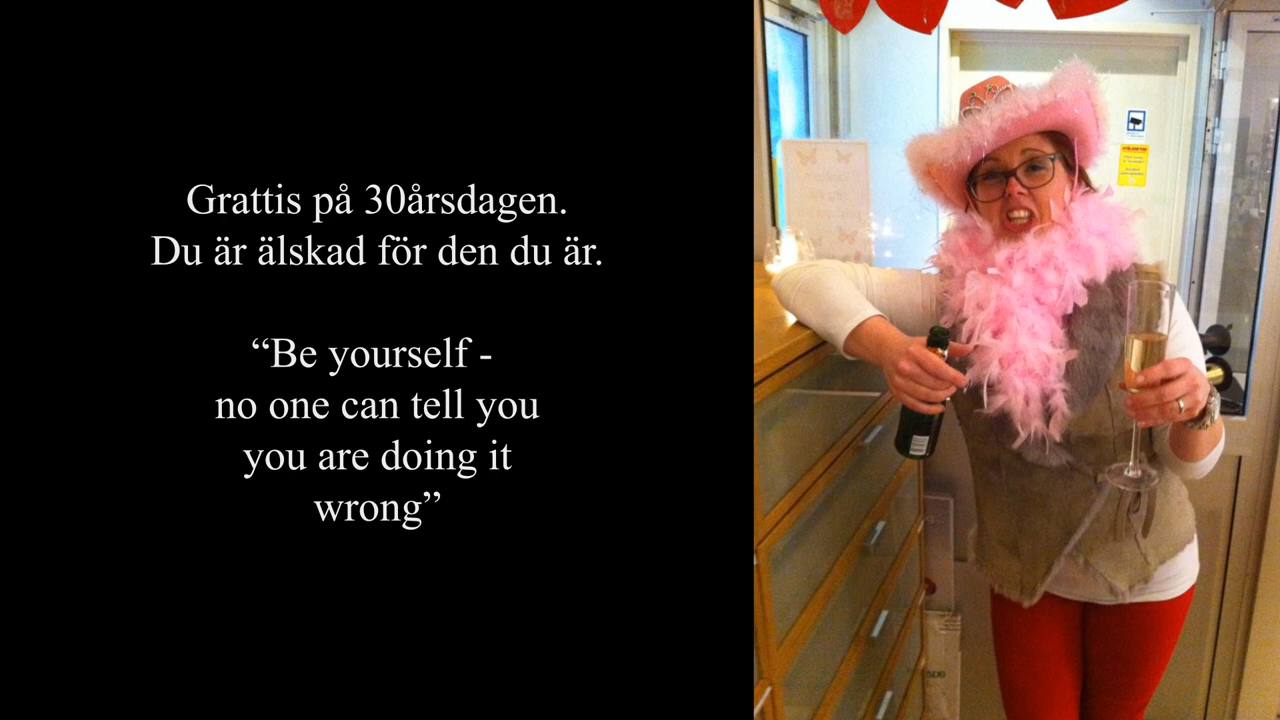 Grattis på 30årsdagen.
Du är älskad för den du är.
“Be yourself -
no one can tell you
you are doing it
wrong”